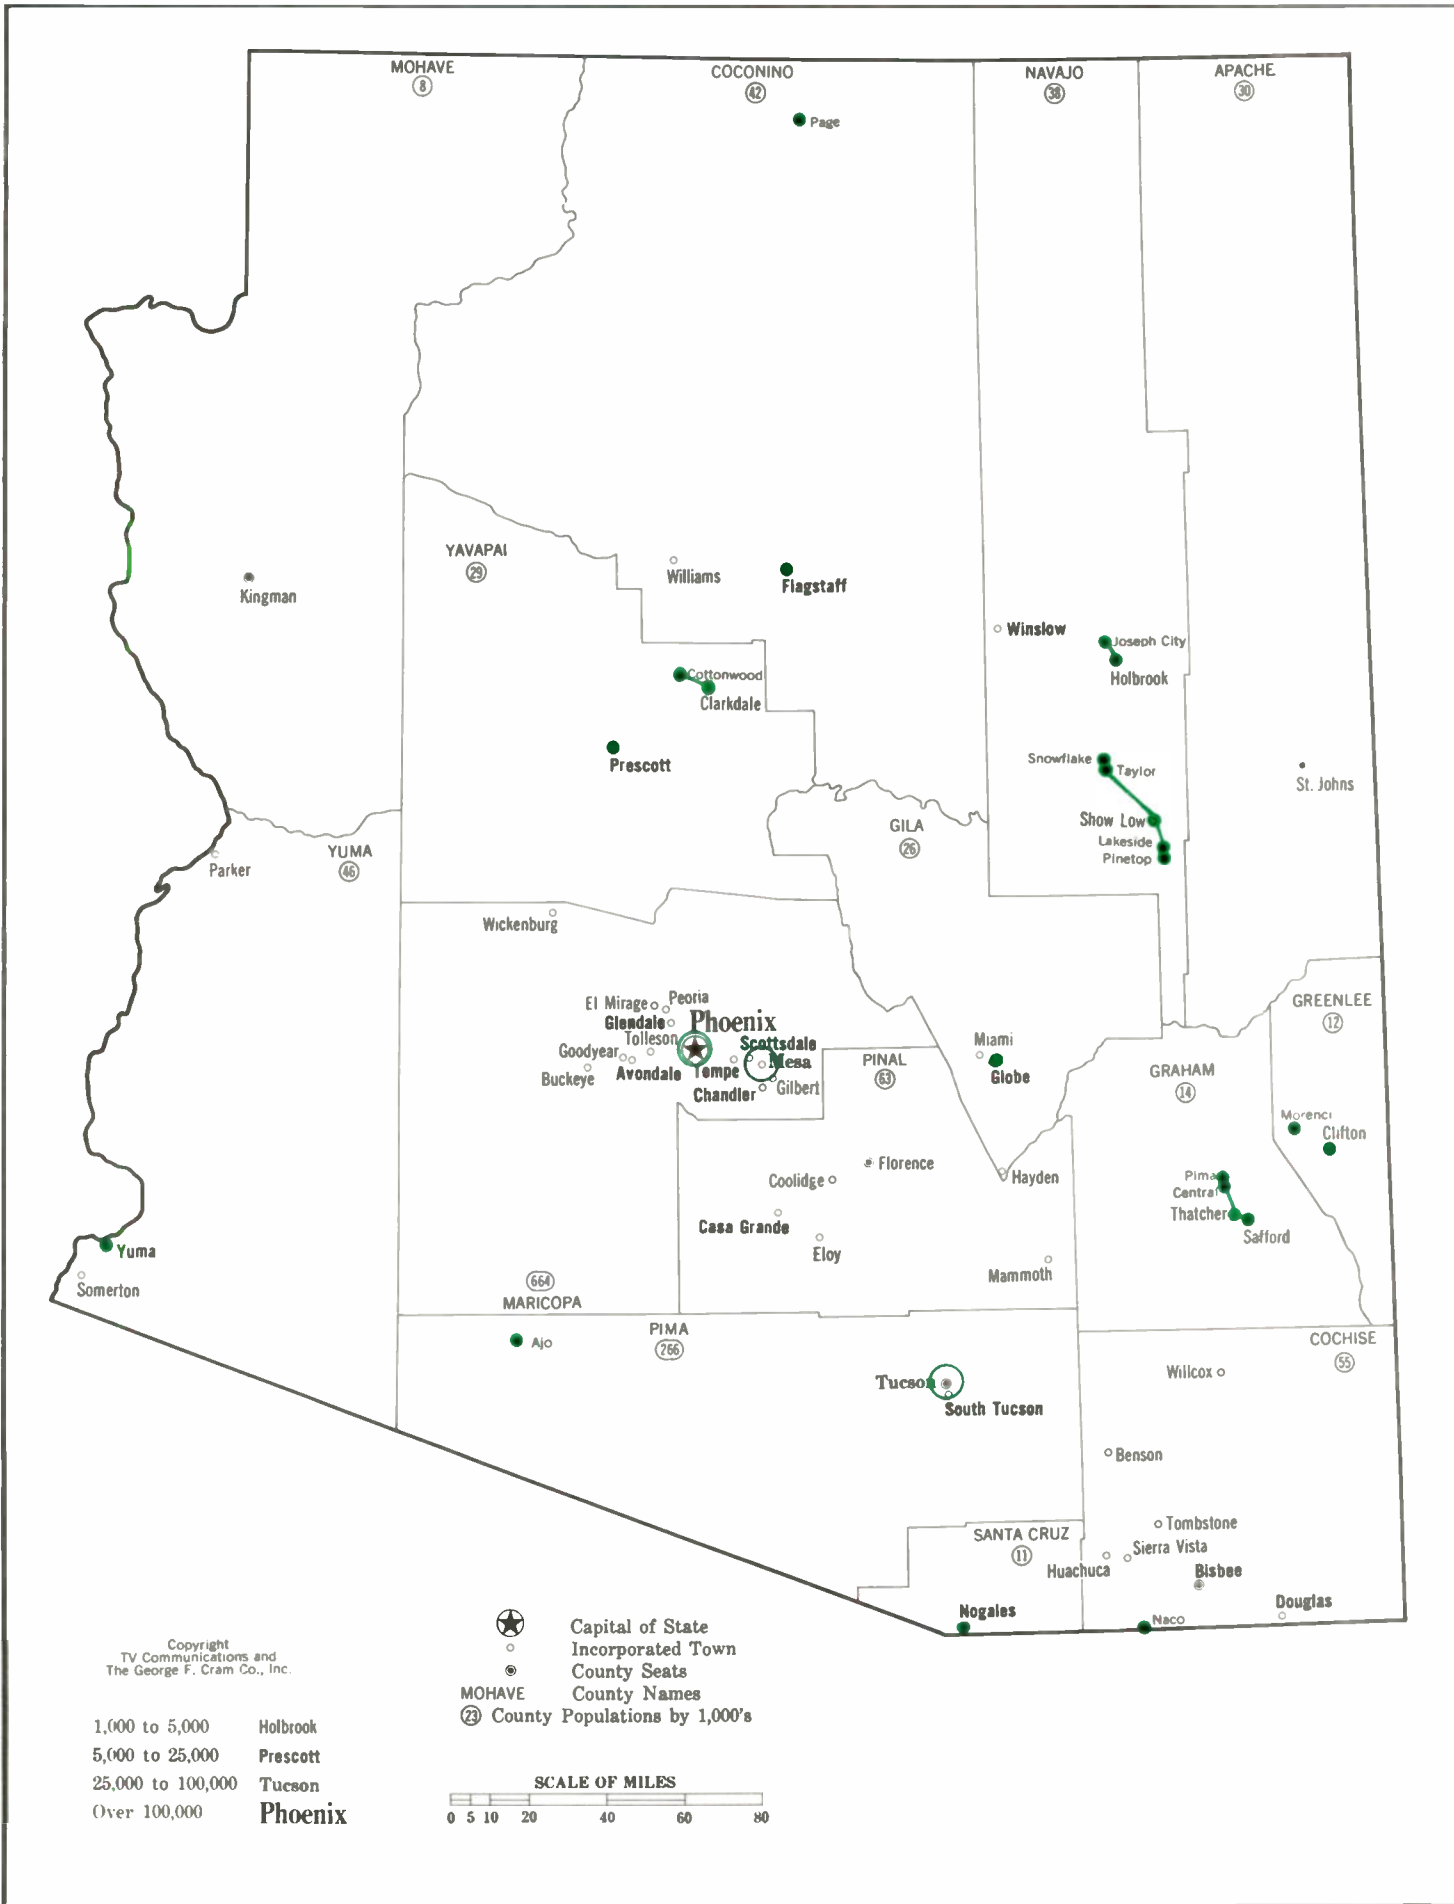 MOHAVE
8
COCONINO
42
NAVAJO
38
APACHE
30
Page
YAVAPAI
29
Williams
Flagstaff
Kingman
Winslow
Joseph City
Holbrook
Cottonwood
Clarkdale
Prescott
Snowflake
Taylor
St. Johns
Show Low
Lakeside
Pinetop
GILA
26
YUMA
46
Parker
Wickenburg
El Mirage
Peoria
Glendale
Phoenix
Tolleson
Scottsdale
Goodyear
Mesa
Buckeye
Avondale
Tempe
Chandler
Gilbert
PINAL
63
Miami
Globe
GREENLEE
12
GRAHAM
14
Morenci
Clifton
Florence
Coolidge
Hayden
Pima
Central
Thatcher
Safford
Casa Grande
Eloy
Mammoth
Yuma
Somerton
664
MARICOPA
PIMA
266
Ajo
COCHISE
55
Willcox
Tucson
South Tucson
Benson
Tombstone
SANTA CRUZ
11
Sierra Vista
Huachuca
Bisbee
Nogales
Naco
Douglas
Copyright
TV Communications and
The George F. Cram Co., Inc.
Capital of State
Incorporated Town
County Seats
MOHAVE County Names
23 County Populations by 1,000's
1,000 to 5,000 Holbrook
5,000 to 25,000 Prescott
25,000 to 100,000 Tucson
Over 100,000 Phoenix
SCALE OF MILES
0 5 10 20 40 60 80